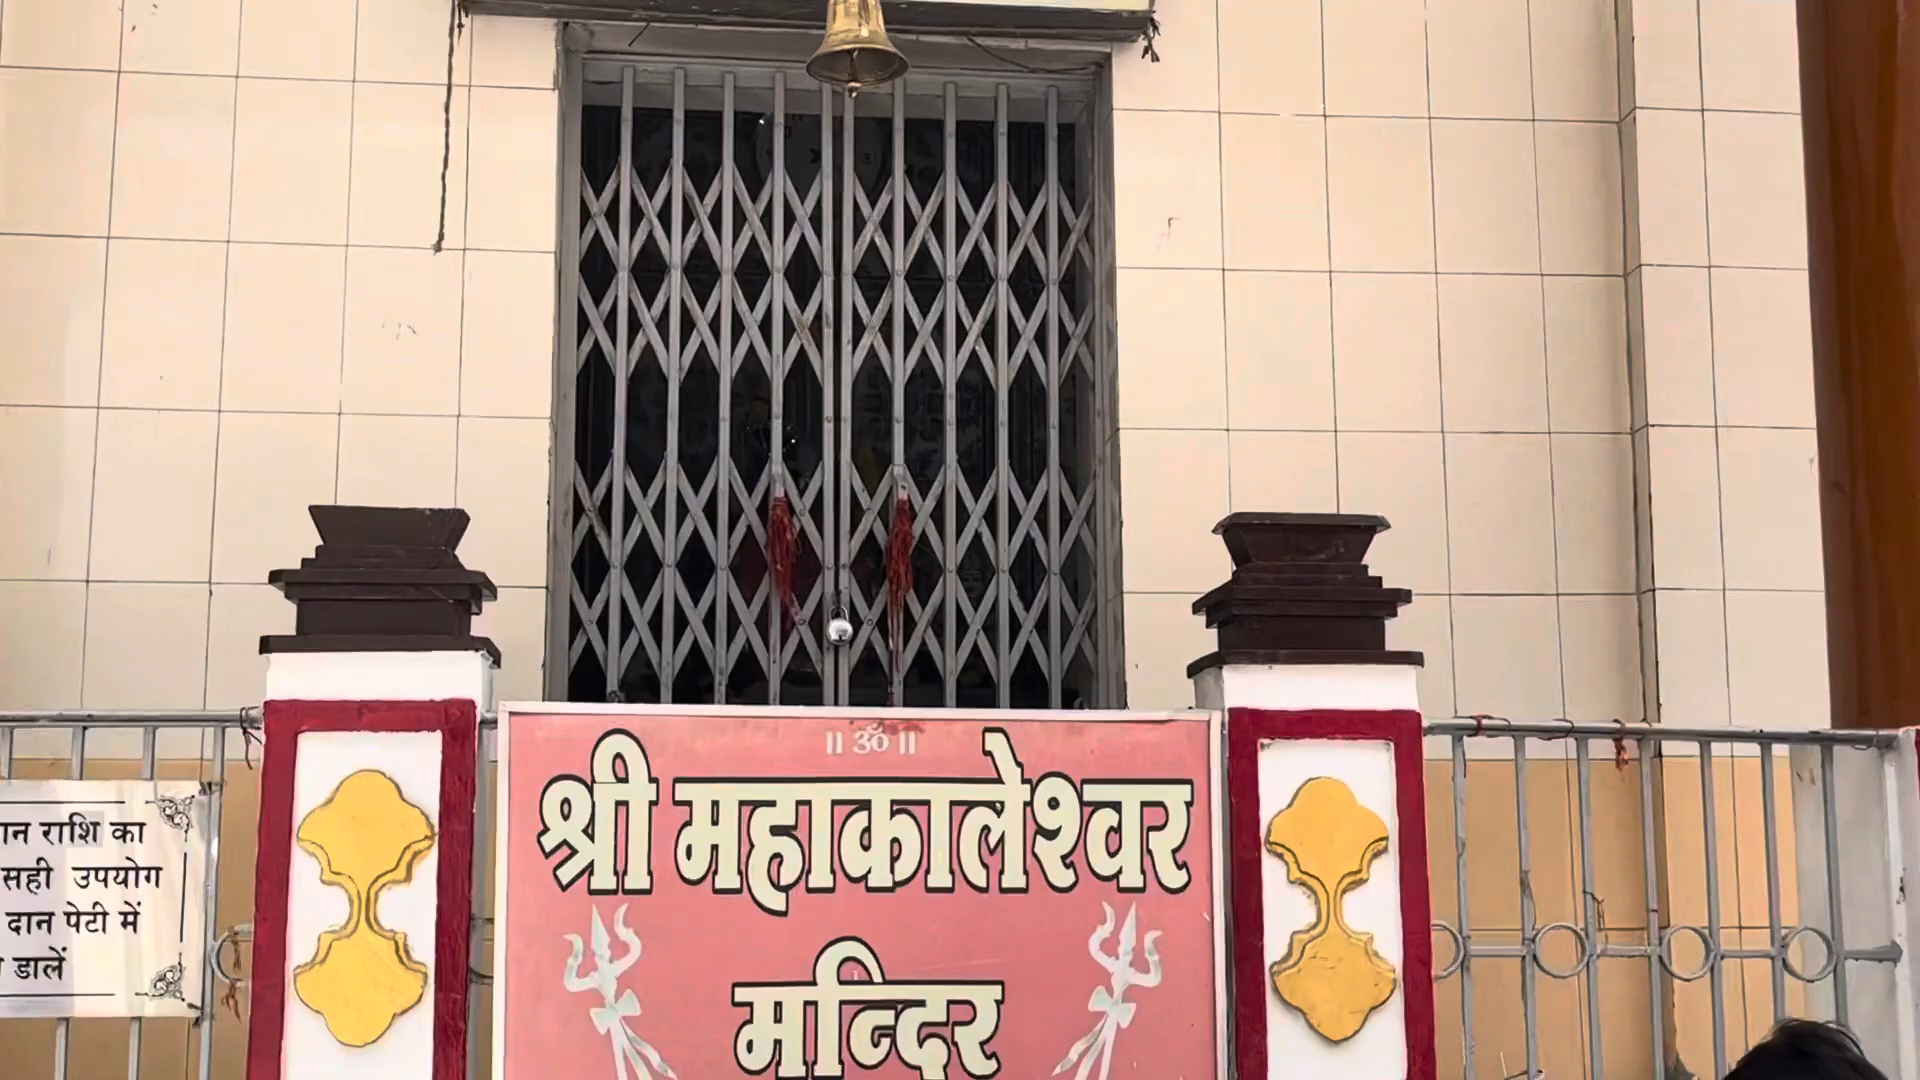 ॥ ॐ ॥
श्री महाकालेश्वर
मन्दिर
राशि का
सही उपयोग
दान पेटी में
डालें